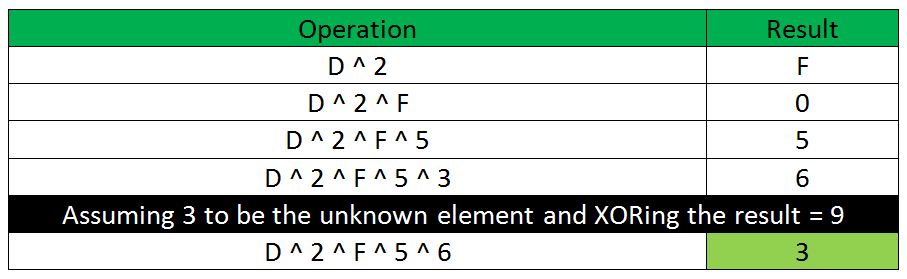 Operation Result
D ^ 2 F
D ^ 2 ^ F 0
D ^ 2 ^ F ^ 5 5
D ^ 2 ^ F ^ 5 ^ 3 6
Assuming 3 to be the unknown element and XORing the result = 9
D ^ 2 ^ F ^ 5 ^ 6 3